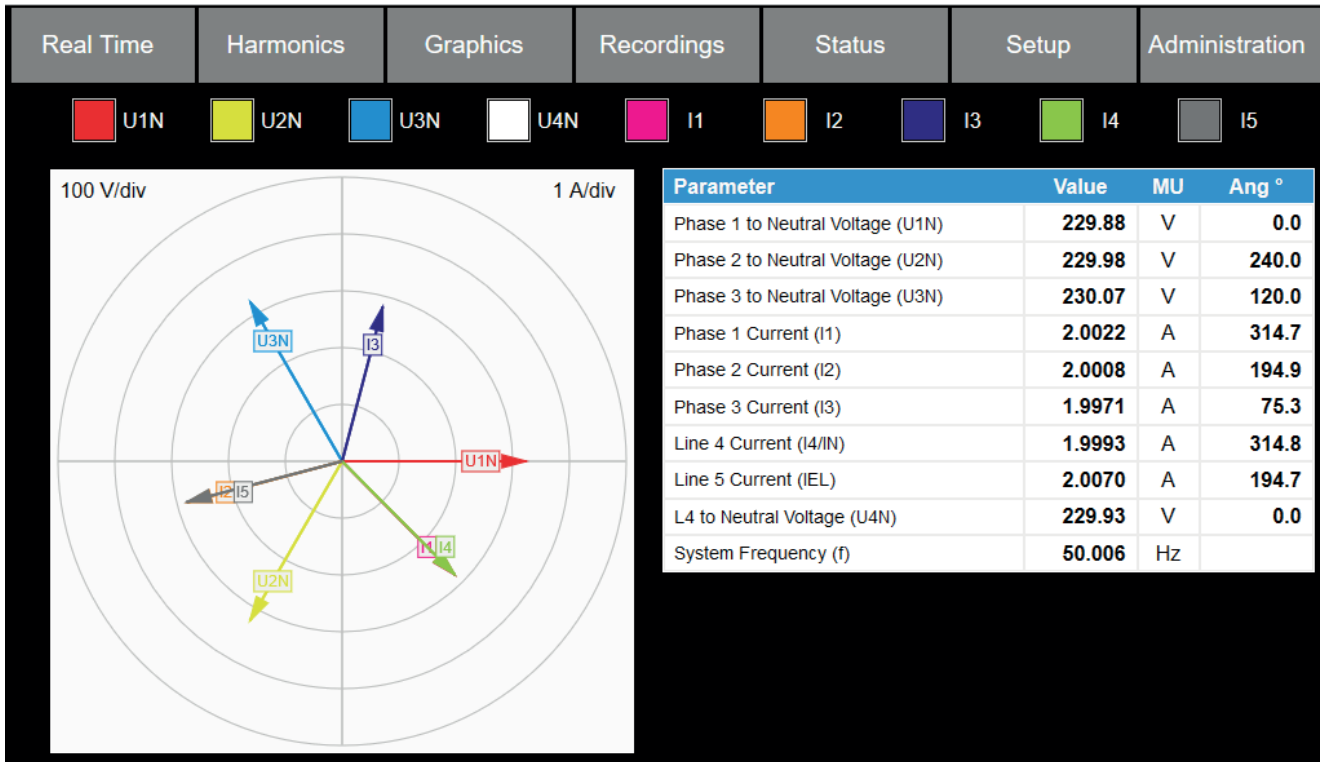 Real Time Harmonics Graphics Recordings Status Setup Administration
U1N U2N U3N U4N I1 I2 I3 I4 I5
100 V/div 1 A/div
U3N
I3
U1N
I2 I5
I1 I4
U2N
Parameter Value MU Ang °
Phase 1 to Neutral Voltage (U1N) 229.88 V 0.0
Phase 2 to Neutral Voltage (U2N) 229.98 V 240.0
Phase 3 to Neutral Voltage (U3N) 230.07 V 120.0
Phase 1 Current (I1) 2.0022 A 314.7
Phase 2 Current (I2) 2.0008 A 194.9
Phase 3 Current (I3) 1.9971 A 75.3
Line 4 Current (I4/IN) 1.9993 A 314.8
Line 5 Current (IEL) 2.0070 A 194.7
L4 to Neutral Voltage (U4N) 229.93 V 0.0
System Frequency (f) 50.006 Hz